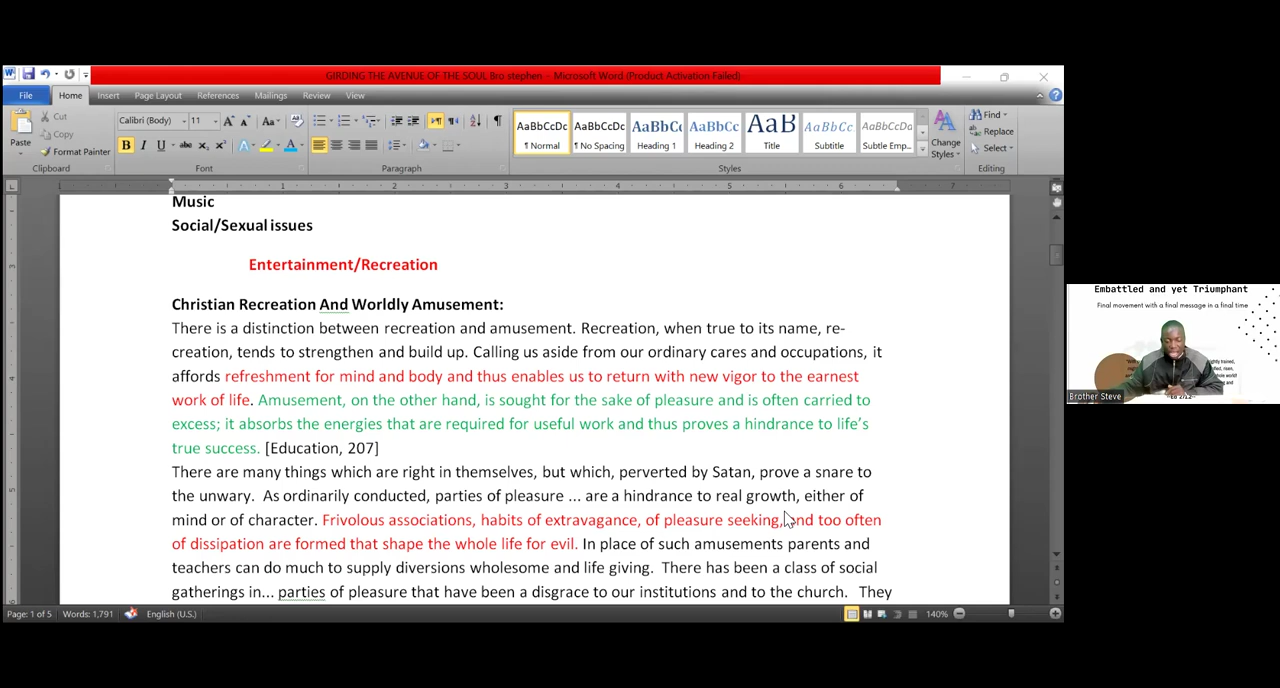 GIRDING THE AVENUE OF THE SOUL Bro stephen - Microsoft Word (Product Activation Failed)
File Home Insert Page Layout References Mailings Review View
Cut
Copy
Paste
Format Painter
Clipboard
Calibri (Body) 11
Font
Paragraph
AaBbCcDc AaBbCcDc AaBbCc AaBbCc AaB AaBbCc. AaBbCcDa
¶ Normal ¶ No Spacing Heading 1 Heading 2 Title Subtitle Subtle Emp...
Change
Styles
Styles
Find
Replace
Select
Editing
1 1 2 3 4 5 6 7
Music
Social/Sexual issues
Entertainment/Recreation
Christian Recreation And Worldly Amusement:
There is a distinction between recreation and amusement. Recreation, when true to its name, re-
creation, tends to strengthen and build up. Calling us aside from our ordinary cares and occupations, it
affords refreshment for mind and body and thus enables us to return with new vigor to the earnest
work of life. Amusement, on the other hand, is sought for the sake of pleasure and is often carried to
excess; it absorbs the energies that are required for useful work and thus proves a hindrance to life's
true success. [Education, 207]
There are many things which are right in themselves, but which, perverted by Satan, prove a snare to
the unwary. As ordinarily conducted, parties of pleasure ... are a hindrance to real growth, either of
mind or of character. Frivolous associations, habits of extravagance, of pleasure seeking, and too often
of dissipation are formed that shape the whole life for evil. In place of such amusements parents and
teachers can do much to supply diversions wholesome and life giving. There has been a class of social
gatherings in... parties of pleasure that have been a disgrace to our institutions and to the church. They
Page: 1 of 5 Words: 1,791 English (U.S.) 140%
Embattled and yet Triumphant
Final movement with a final message in a final time
Brother Steve